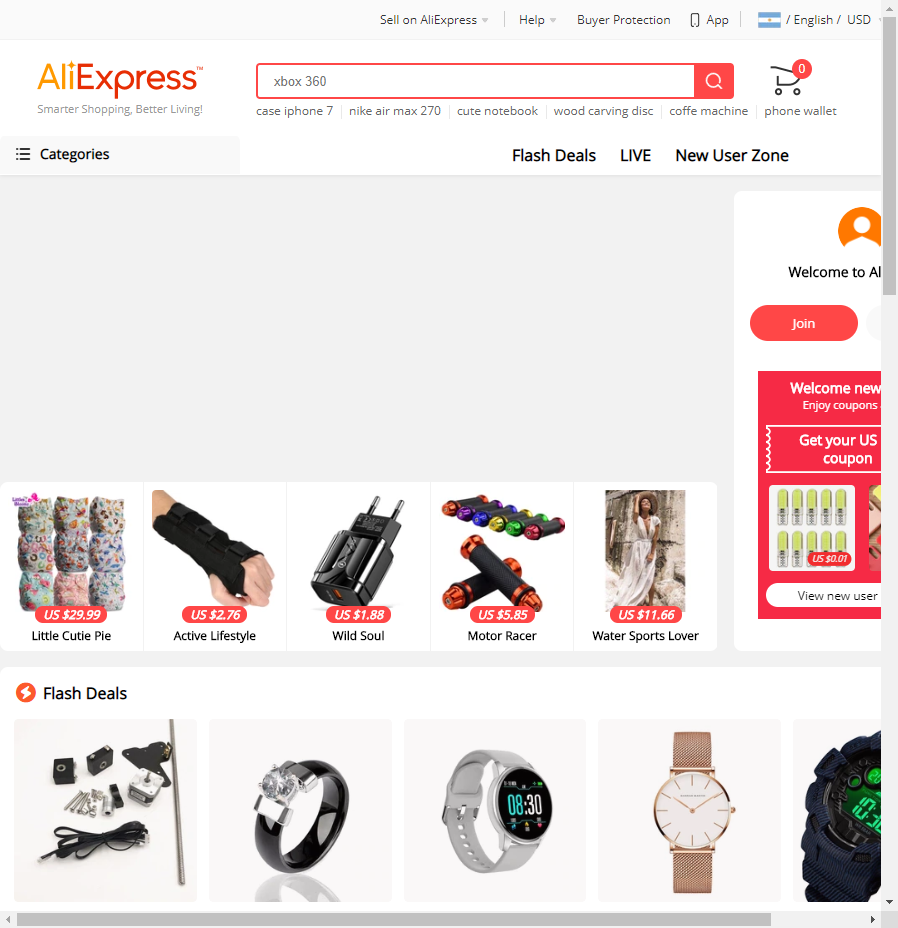 Sell on AliExpress
Help
Buyer Protection
App
/ English / USD
AliExpress™
Smarter Shopping, Better Living!
xbox 360
0
case iphone 7
nike air max 270
cute notebook
wood carving disc
coffe machine
phone wallet
Categories
Flash Deals
LIVE
New User Zone
Welcome to Al
Join
Welcome new
Enjoy coupons
Get your US
coupon
US $0.01
View new user
US $29.99
US $2.76
US $1.88
US $5.85
US $11.66
Little Cutie Pie
Active Lifestyle
Wild Soul
Motor Racer
Water Sports Lover
Flash Deals
08:30